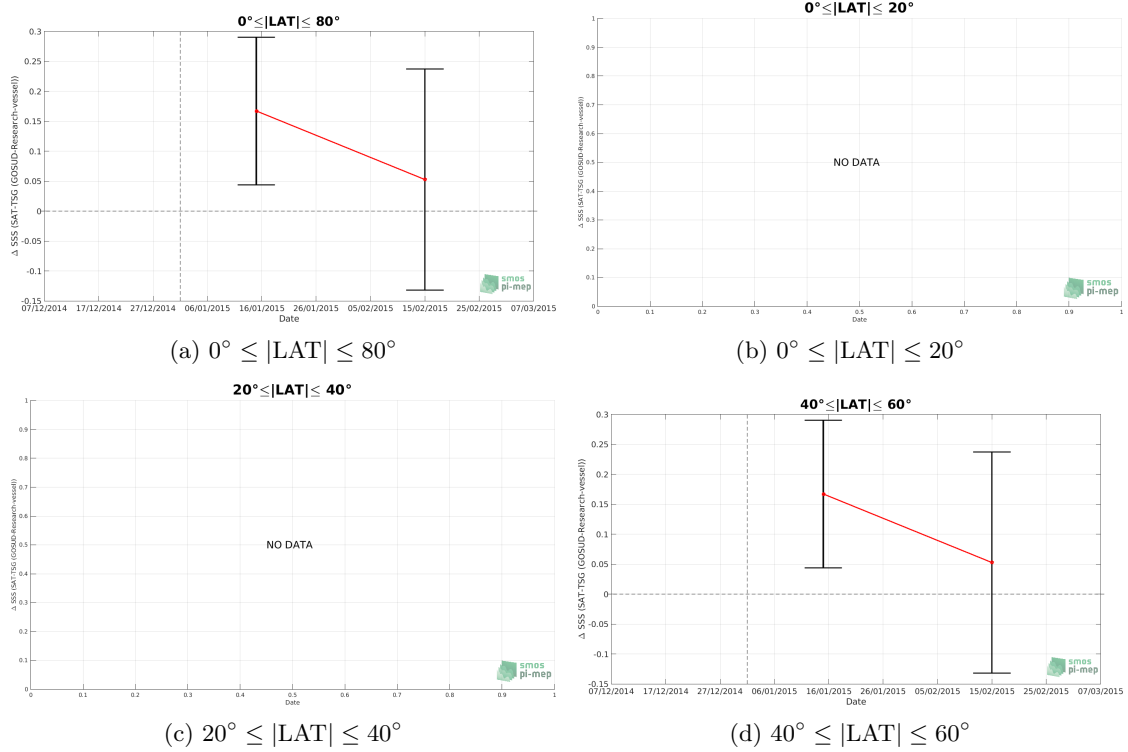 0°≤|LAT|≤ 80°
0.3
0.25
0.2
0.15
0.1
0.05
0
-0.05
-0.1
-0.15
Δ SSS (SAT-TSG (GOSUD-Research-vessel))
07/12/2014 17/12/2014 27/12/2014 06/01/2015 16/01/2015 26/01/2015 05/02/2015 15/02/2015 25/02/2015 07/03/2015
Date
smos
pi-mep
(a) 0° ≤ |LAT| ≤ 80°
0°≤|LAT|≤ 20°
1
0.9
0.8
0.7
0.6
0.5
0.4
0.3
0.2
0.1
0
Δ SSS (SAT-TSG (GOSUD-Research-vessel))
NO DATA
0 0.1 0.2 0.3 0.4 0.5 0.6 0.7 0.8 0.9 1
Date
smos
pi-mep
(b) 0° ≤ |LAT| ≤ 20°
20°≤|LAT|≤ 40°
1
0.9
0.8
0.7
0.6
0.5
0.4
0.3
0.2
0.1
0
Δ SSS (SAT-TSG (GOSUD-Research-vessel))
NO DATA
0 0.1 0.2 0.3 0.4 0.5 0.6 0.7 0.8 0.9 1
Date
smos
pi-mep
(c) 20° ≤ |LAT| ≤ 40°
40°≤|LAT|≤ 60°
0.3
0.25
0.2
0.15
0.1
0.05
0
-0.05
-0.1
-0.15
Δ SSS (SAT-TSG (GOSUD-Research-vessel))
07/12/2014 17/12/2014 27/12/2014 06/01/2015 16/01/2015 26/01/2015 05/02/2015 15/02/2015 25/02/2015 07/03/2015
Date
smos
pi-mep
(d) 40° ≤ |LAT| ≤ 60°